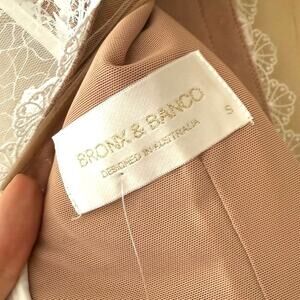 BRONX & BANCO
S
DESIGNED IN AUSTRALIA